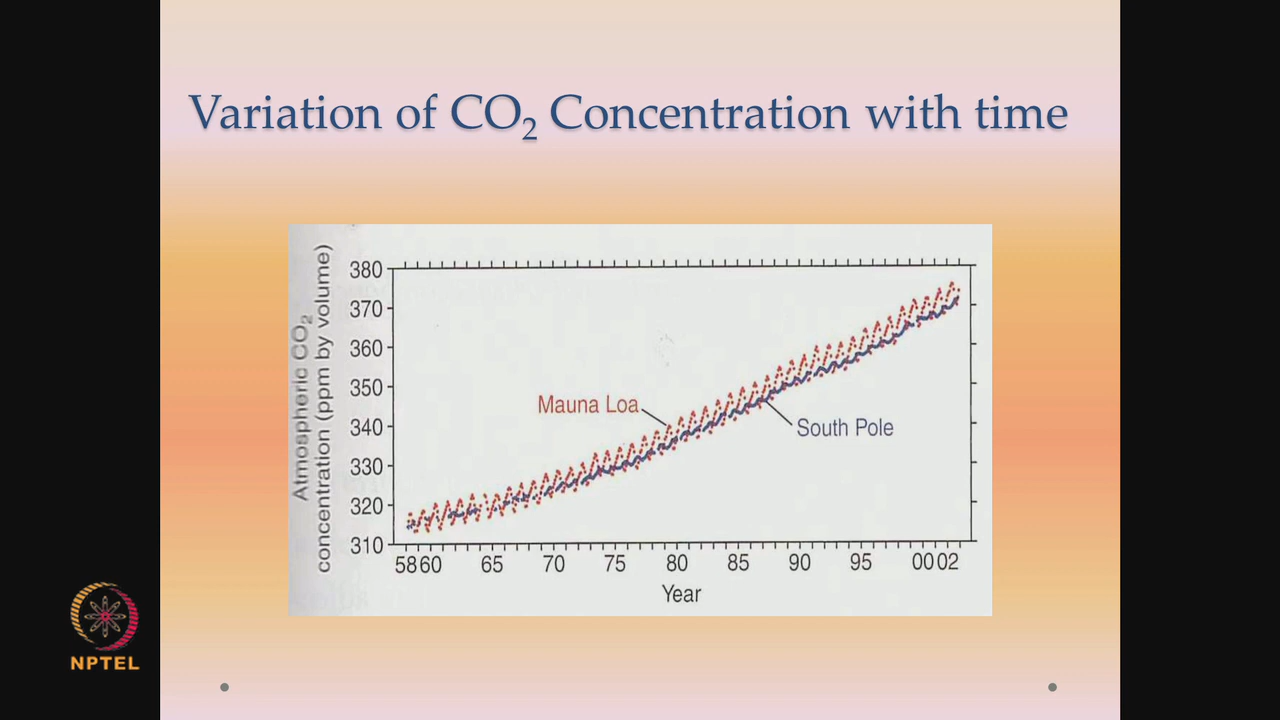 Variation of CO₂ Concentration with time
Atmospheric CO₂
concentration (ppm by volume)
380
370
360
350
340
330
320
310
Mauna Loa
South Pole
58 60 65 70 75 80 85 90 95 00 02
Year
NPTEL